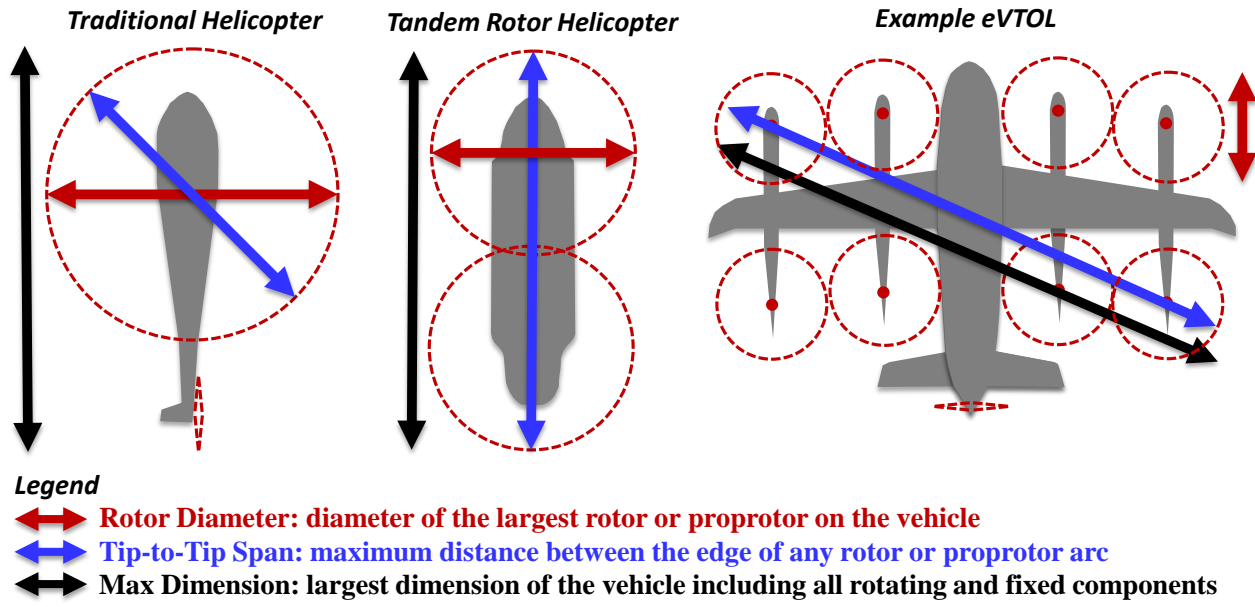 Traditional Helicopter
Tandem Rotor Helicopter
Example eVTOL
Legend
Rotor Diameter: diameter of the largest rotor or proprotor on the vehicle
Tip-to-Tip Span: maximum distance between the edge of any rotor or proprotor arc
Max Dimension: largest dimension of the vehicle including all rotating and fixed components